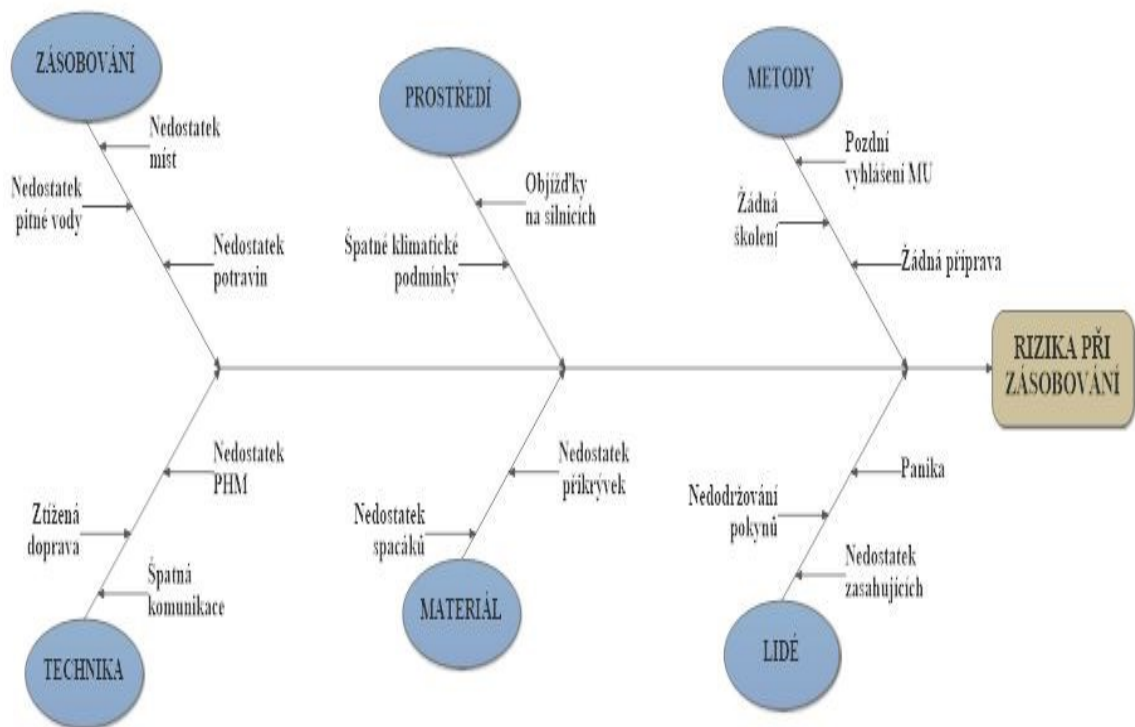 ZÁSOBOVÁNÍ
Nedostatek
míst
Nedostatek
pitné vody
Nedostatek
potravin
PROSTŘEDÍ
Objížďky
na silnicích
Špatné klimatické
podmínky
METODY
Pozdní
vyhlášení MU
Žádná
školení
Žádná příprava
RIZIKA PŘI
ZÁSOBOVÁNÍ
Nedostatek
PHM
Ztížená
doprava
Špatná
komunikace
TECHNIKA
Nedostatek
přikrývek
Nedostatek
spacáků
MATERIÁL
Panika
Nedodržování
pokynů
Nedostatek
zasahujících
LIDÉ